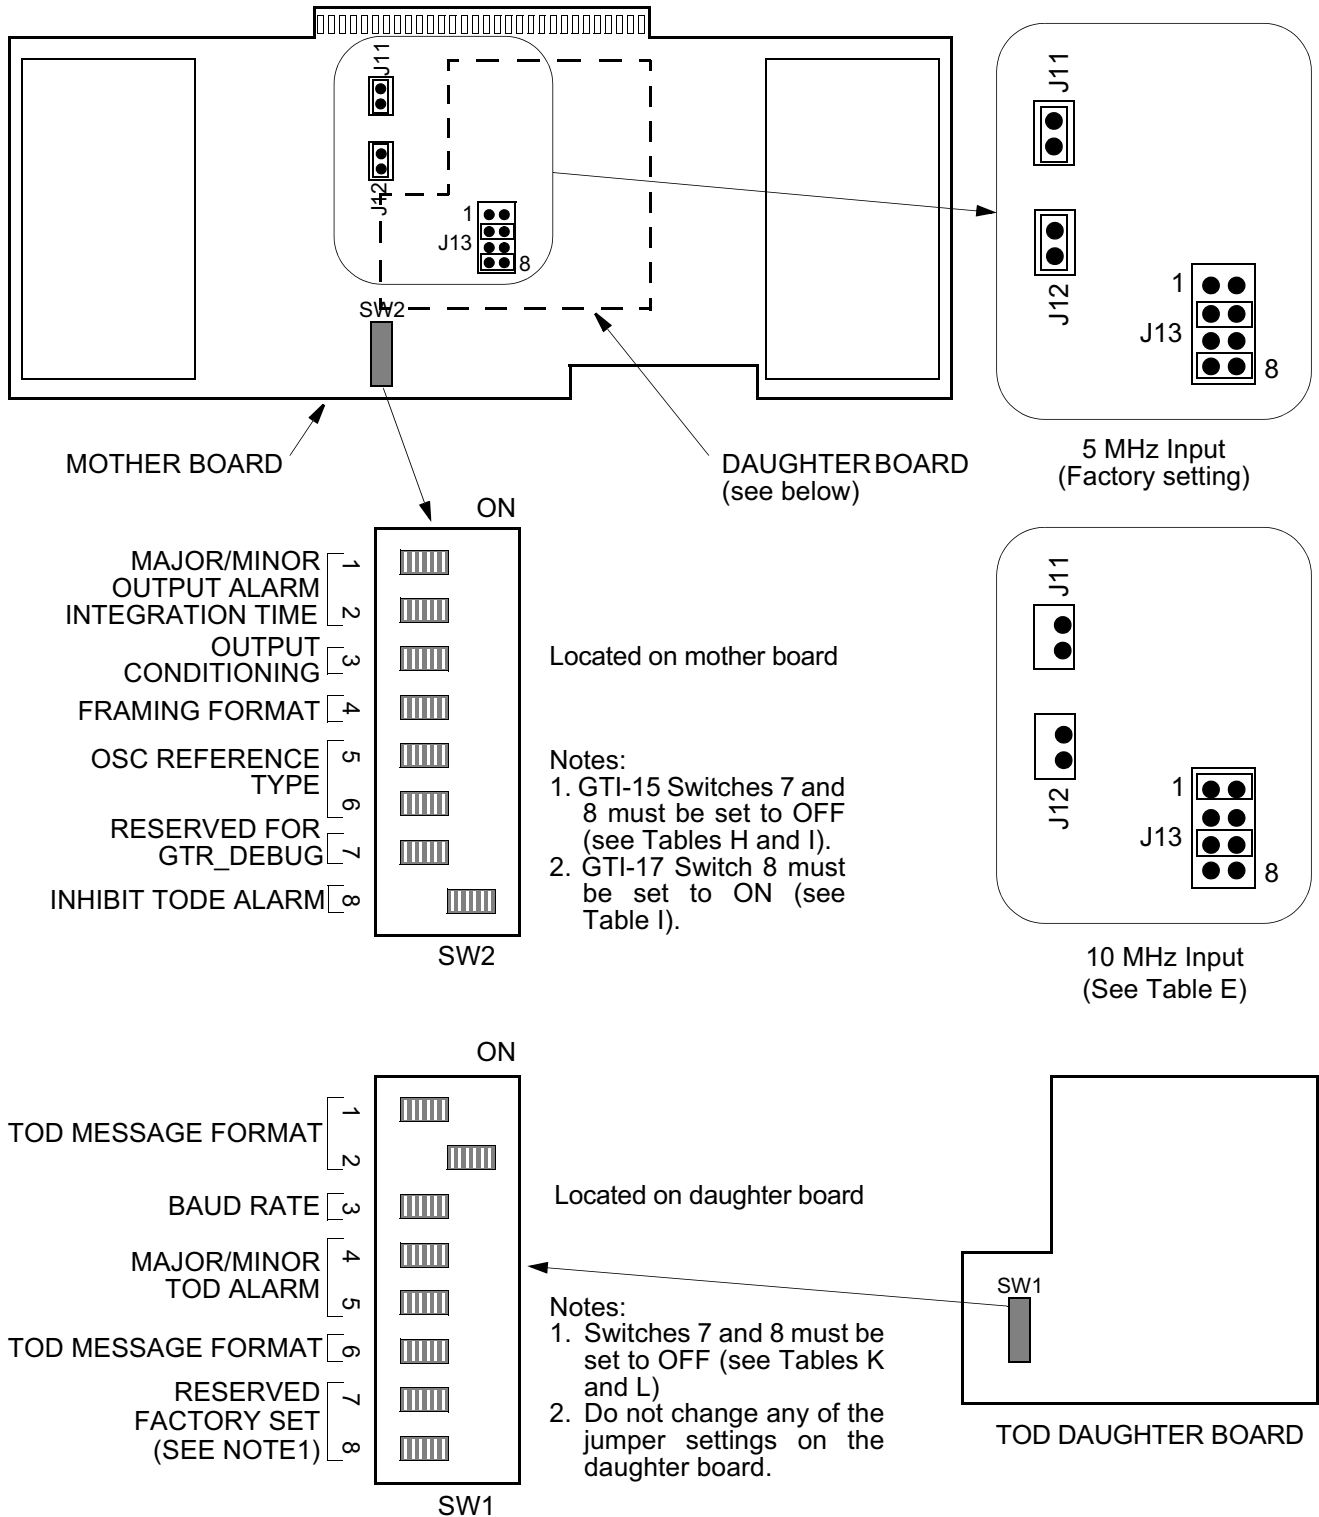 J11
J12
1
J13
8
SW2
MOTHER BOARD
DAUGHTER BOARD
(see below)
J11
J12
1
J13
8
5 MHz Input
(Factory setting)
ON
MAJOR/MINOR
OUTPUT ALARM
INTEGRATION TIME
1
2
OUTPUT
CONDITIONING
3
FRAMING FORMAT
4
OSC REFERENCE
TYPE
5
6
RESERVED FOR
GTR_DEBUG
7
INHIBIT TODE ALARM
8
SW2
Located on mother board
Notes:
1. GTI-15 Switches 7 and
8 must be set to OFF
(see Tables H and I).
2. GTI-17 Switch 8 must
be set to ON (see
Table I).
J11
J12
1
J13
8
10 MHz Input
(See Table E)
ON
TOD MESSAGE FORMAT
1
2
BAUD RATE
3
MAJOR/MINOR
TOD ALARM
4
5
TOD MESSAGE FORMAT
6
RESERVED
FACTORY SET
(SEE NOTE1)
7
8
SW1
Located on daughter board
Notes:
1. Switches 7 and 8 must be
set to OFF (see Tables K
and L)
2. Do not change any of the
jumper settings on the
daughter board.
SW1
TOD DAUGHTER BOARD